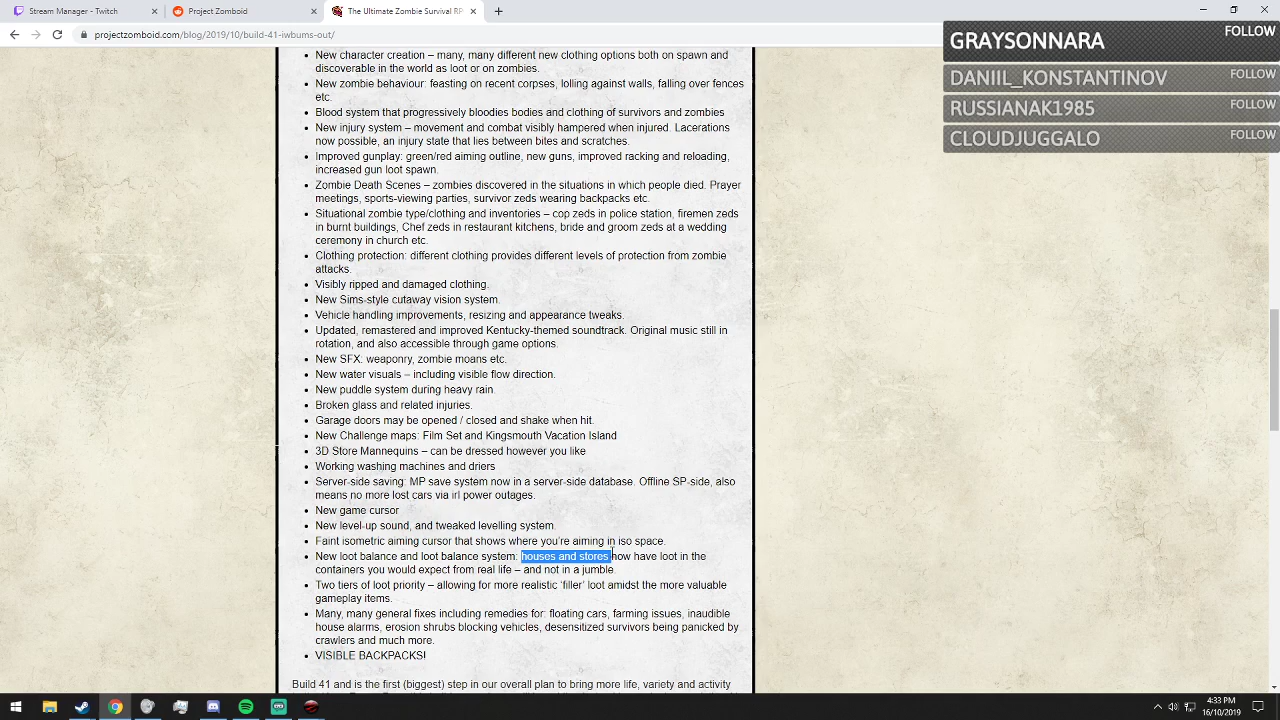 Stream Manager - Twitch
Project Zomboid
The Ultimate Zombie Survival RP
projectzomboid.com/blog/2019/10/build-41-iwbums-out/
GRAYSONNARA FOLLOW
DANIIL_KONSTANTINOV FOLLOW
RUSSIANAK1985 FOLLOW
CLOUDJUGGALO FOLLOW
New character creation – many, many different new clothing options both on spawn and
discoverable in the world as loot or on zombies.
New zombie behaviour: feasting on recent corpses, lolling against walls, falling over fences
etc.
Blood system that progressively bloodies bodies and clothing of survivors and zombies
New injury system – movement and combat visibly hampered when injured. Lacerations
now possible, an injury state that lies between bites and scratches.
Improved gunplay: green/red aiming outline, new guns, improved racking and reloading,
increased gun loot spawn.
Zombie Death Scenes – zombies discovered in the situations in which people died. Prayer
meetings, sports-viewing parties, survivor zeds wearing backpacks etc.
Situational zombie type/clothing and inventories – cop zeds in police station, firemen zeds
in burnt buildings, Chef zeds in restaurant kitchens, bride and groom zeds at a wedding
ceremony in church etc.
Clothing protection: different clothing provides different levels of protection from zombie
attacks.
Visibly ripped and damaged clothing.
New Sims-style cutaway vision system.
Vehicle handling improvements, resizing and appearance tweaks.
Updated, remastered and improved Kentucky-themed soundtrack. Original music still in
rotation, and also accessible through game options.
New SFX: weaponry, zombie moans etc.
New water visuals – including visible flow direction.
New puddle system during heavy rain.
Broken glass and related injuries.
Garage doors may be opened / closed and shake when hit.
New Challenge maps: Film Set and Kingsmouth Vacation Island
3D Store Mannequins – can be dressed however you like
Working washing machines and driers
Server-side saving: MP save system now in a server-side database. Offline SP-side, also
means no more lost cars via irl power outages.
New game cursor
New level-up sound, and tweaked levelling system.
Faint isometric aiming cursor that shows where you're aiming in iso space.
New loot balance and loot balance system: houses and stores now have loot in the
containers you would expect from real life – and not in a jumble.
Two tiers of loot priority – allowing for more realistic 'filler' loot amidst the more valuable
gameplay items.
Many, many general fixes including remedies for: floating cars, farming issues, inaudible
house alarms, erosion shrubs blocking vehicles, desensitized survivors being panicked by
crawlers and much more.
VISIBLE BACKPACKS!
Build 41 and is the first (biggest) step in our overall plan to bring more life, variety and activity
4:33 PM
16/10/2019